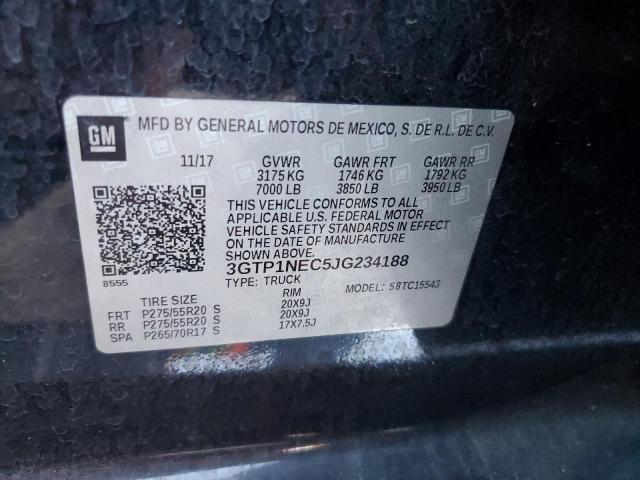 GM
MFD BY GENERAL MOTORS DE MEXICO, S. DE R.L. DE C.V.
11/17 GVWR GAWR FRT GAWR RR
3175 KG 1746 KG 1792 KG
7000 LB 3850 LB 3950 LB
THIS VEHICLE CONFORMS TO ALL
APPLICABLE U.S. FEDERAL MOTOR
VEHICLE SAFETY STANDARDS IN EFFECT
ON THE DATE OF MANUFACTURE
SHOWN ABOVE.
3GTP1NEC5JG234188
8555 TYPE: TRUCK
TIRE SIZE RIM 58TC15543
FRT P275/55R20 S 20X9J
RR P275/55R20 S 20X9J
SPA P265/70R17 S 17X7.5J